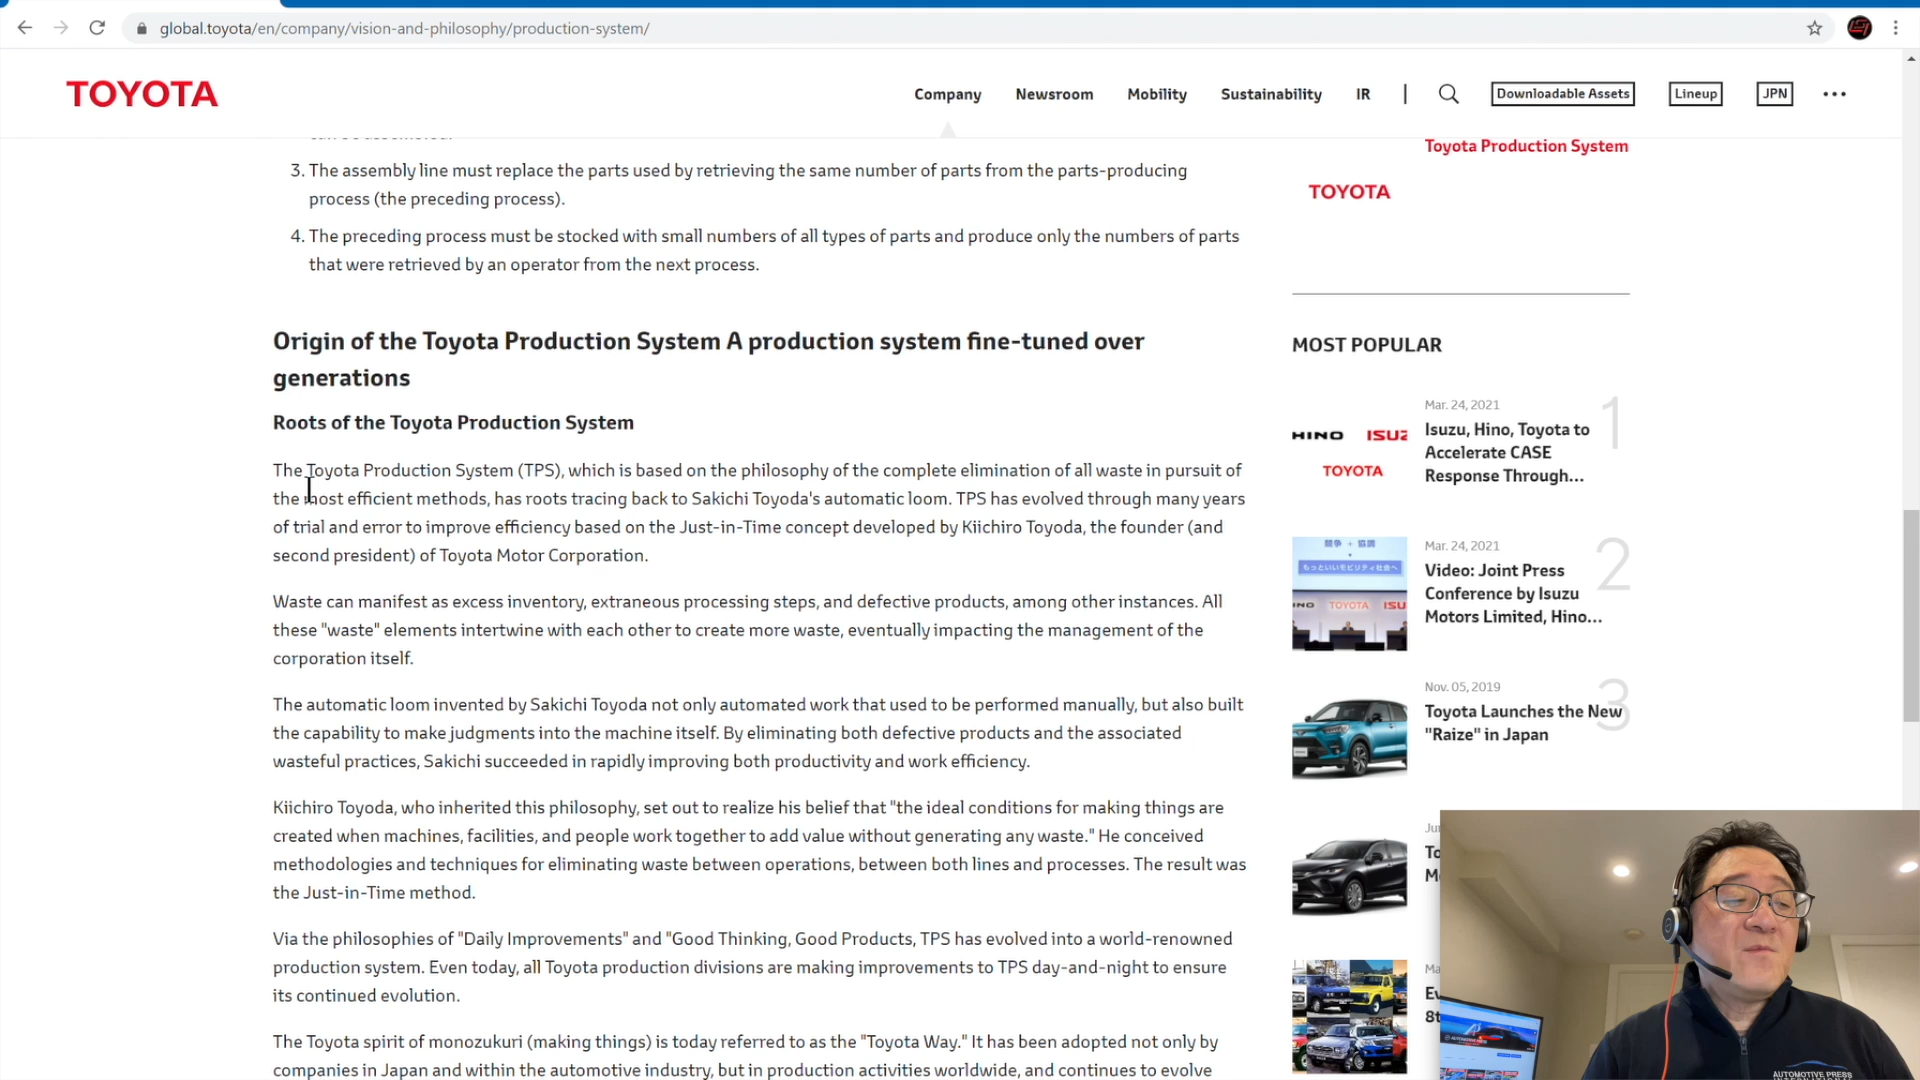 global.toyota/en/company/vision-and-philosophy/production-system/
TOYOTA
Company
Newsroom
Mobility
Sustainability
IR
Downloadable Assets
Lineup
JPN
3. The assembly line must replace the parts used by retrieving the same number of parts from the parts-producing
process (the preceding process).
4. The preceding process must be stocked with small numbers of all types of parts and produce only the numbers of parts
that were retrieved by an operator from the next process.
Origin of the Toyota Production System A production system fine-tuned over
generations
Roots of the Toyota Production System
The Toyota Production System (TPS), which is based on the philosophy of the complete elimination of all waste in pursuit of
the most efficient methods, has roots tracing back to Sakichi Toyoda's automatic loom. TPS has evolved through many years
of trial and error to improve efficiency based on the Just-in-Time concept developed by Kiichiro Toyoda, the founder (and
second president) of Toyota Motor Corporation.
Waste can manifest as excess inventory, extraneous processing steps, and defective products, among other instances. All
these "waste" elements intertwine with each other to create more waste, eventually impacting the management of the
corporation itself.
The automatic loom invented by Sakichi Toyoda not only automated work that used to be performed manually, but also built
the capability to make judgments into the machine itself. By eliminating both defective products and the associated
wasteful practices, Sakichi succeeded in rapidly improving both productivity and work efficiency.
Kiichiro Toyoda, who inherited this philosophy, set out to realize his belief that "the ideal conditions for making things are
created when machines, facilities, and people work together to add value without generating any waste." He conceived
methodologies and techniques for eliminating waste between operations, between both lines and processes. The result was
the Just-in-Time method.
Via the philosophies of "Daily Improvements" and "Good Thinking, Good Products, TPS has evolved into a world-renowned
production system. Even today, all Toyota production divisions are making improvements to TPS day-and-night to ensure
its continued evolution.
The Toyota spirit of monozukuri (making things) is today referred to as the "Toyota Way." It has been adopted not only by
companies in Japan and within the automotive industry, but in production activities worldwide, and continues to evolve
Toyota Production System
TOYOTA
MOST POPULAR
HINO ISUZ
TOYOTA
Mar. 24, 2021
Isuzu, Hino, Toyota to
Accelerate CASE
Response Through...
1
競争 + 協調
もっといいモビリティ社会へ
TOYOTA
Mar. 24, 2021
Video: Joint Press
Conference by Isuzu
Motors Limited, Hino...
2
Nov. 05, 2019
Toyota Launches the New
"Raize" in Japan
3
AUTOMOTIVE PRESS